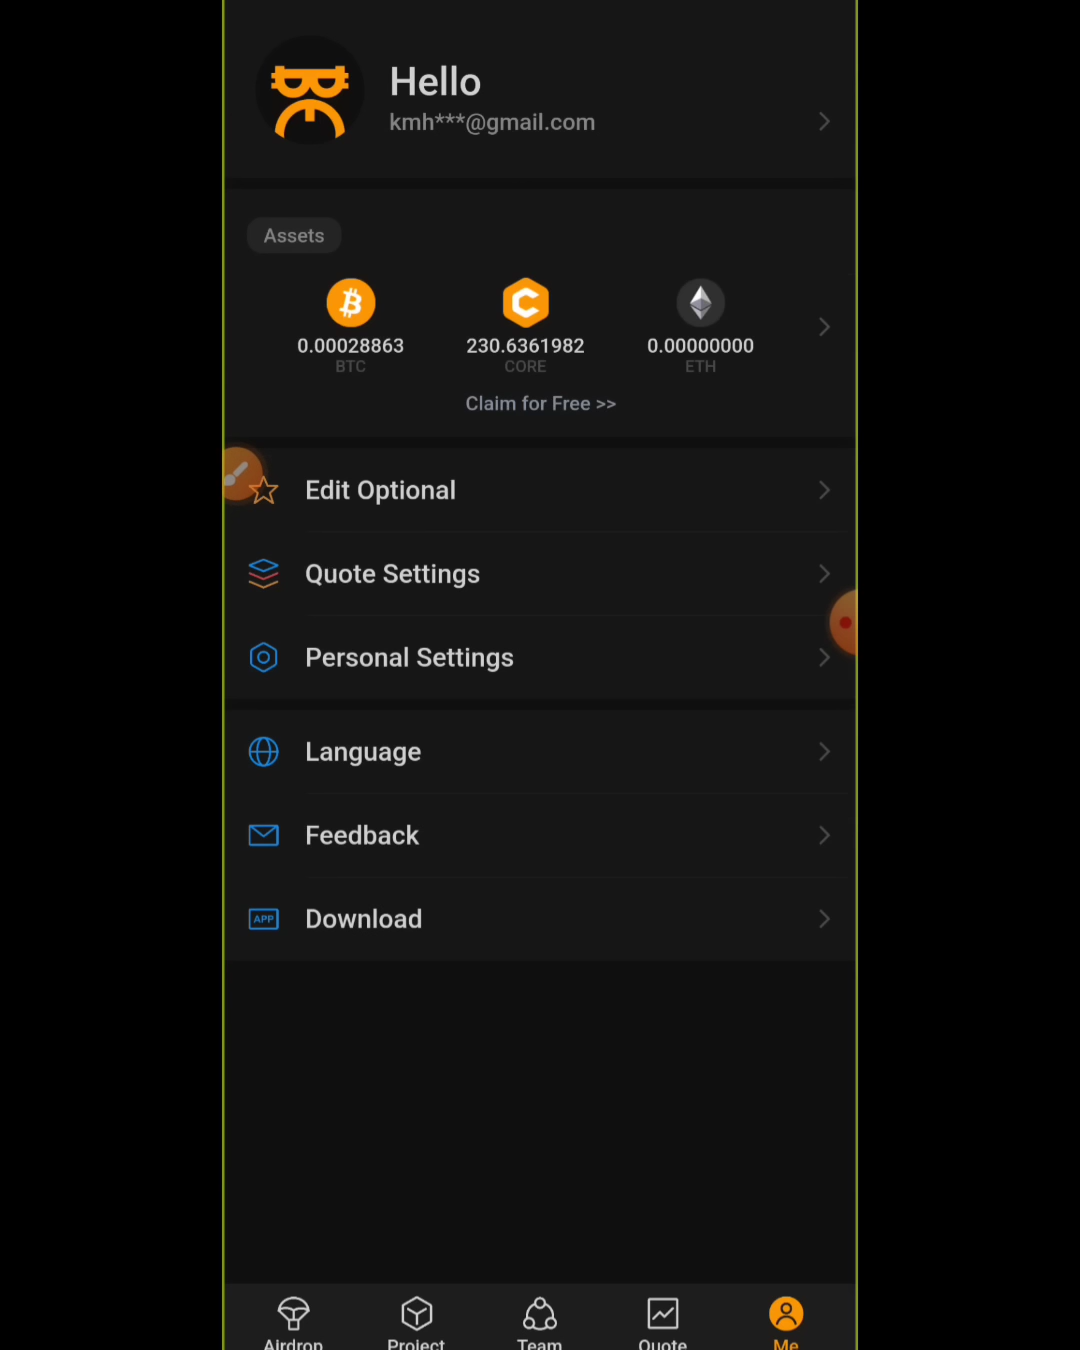 Hello
kmh***@gmail.com
Assets
0.00028863 230.6361982 0.00000000
BTC CORE ETH
Claim for Free >>
Edit Optional
Quote Settings
Personal Settings
Language
Feedback
APP Download
Airdrop Project Team Quote Me